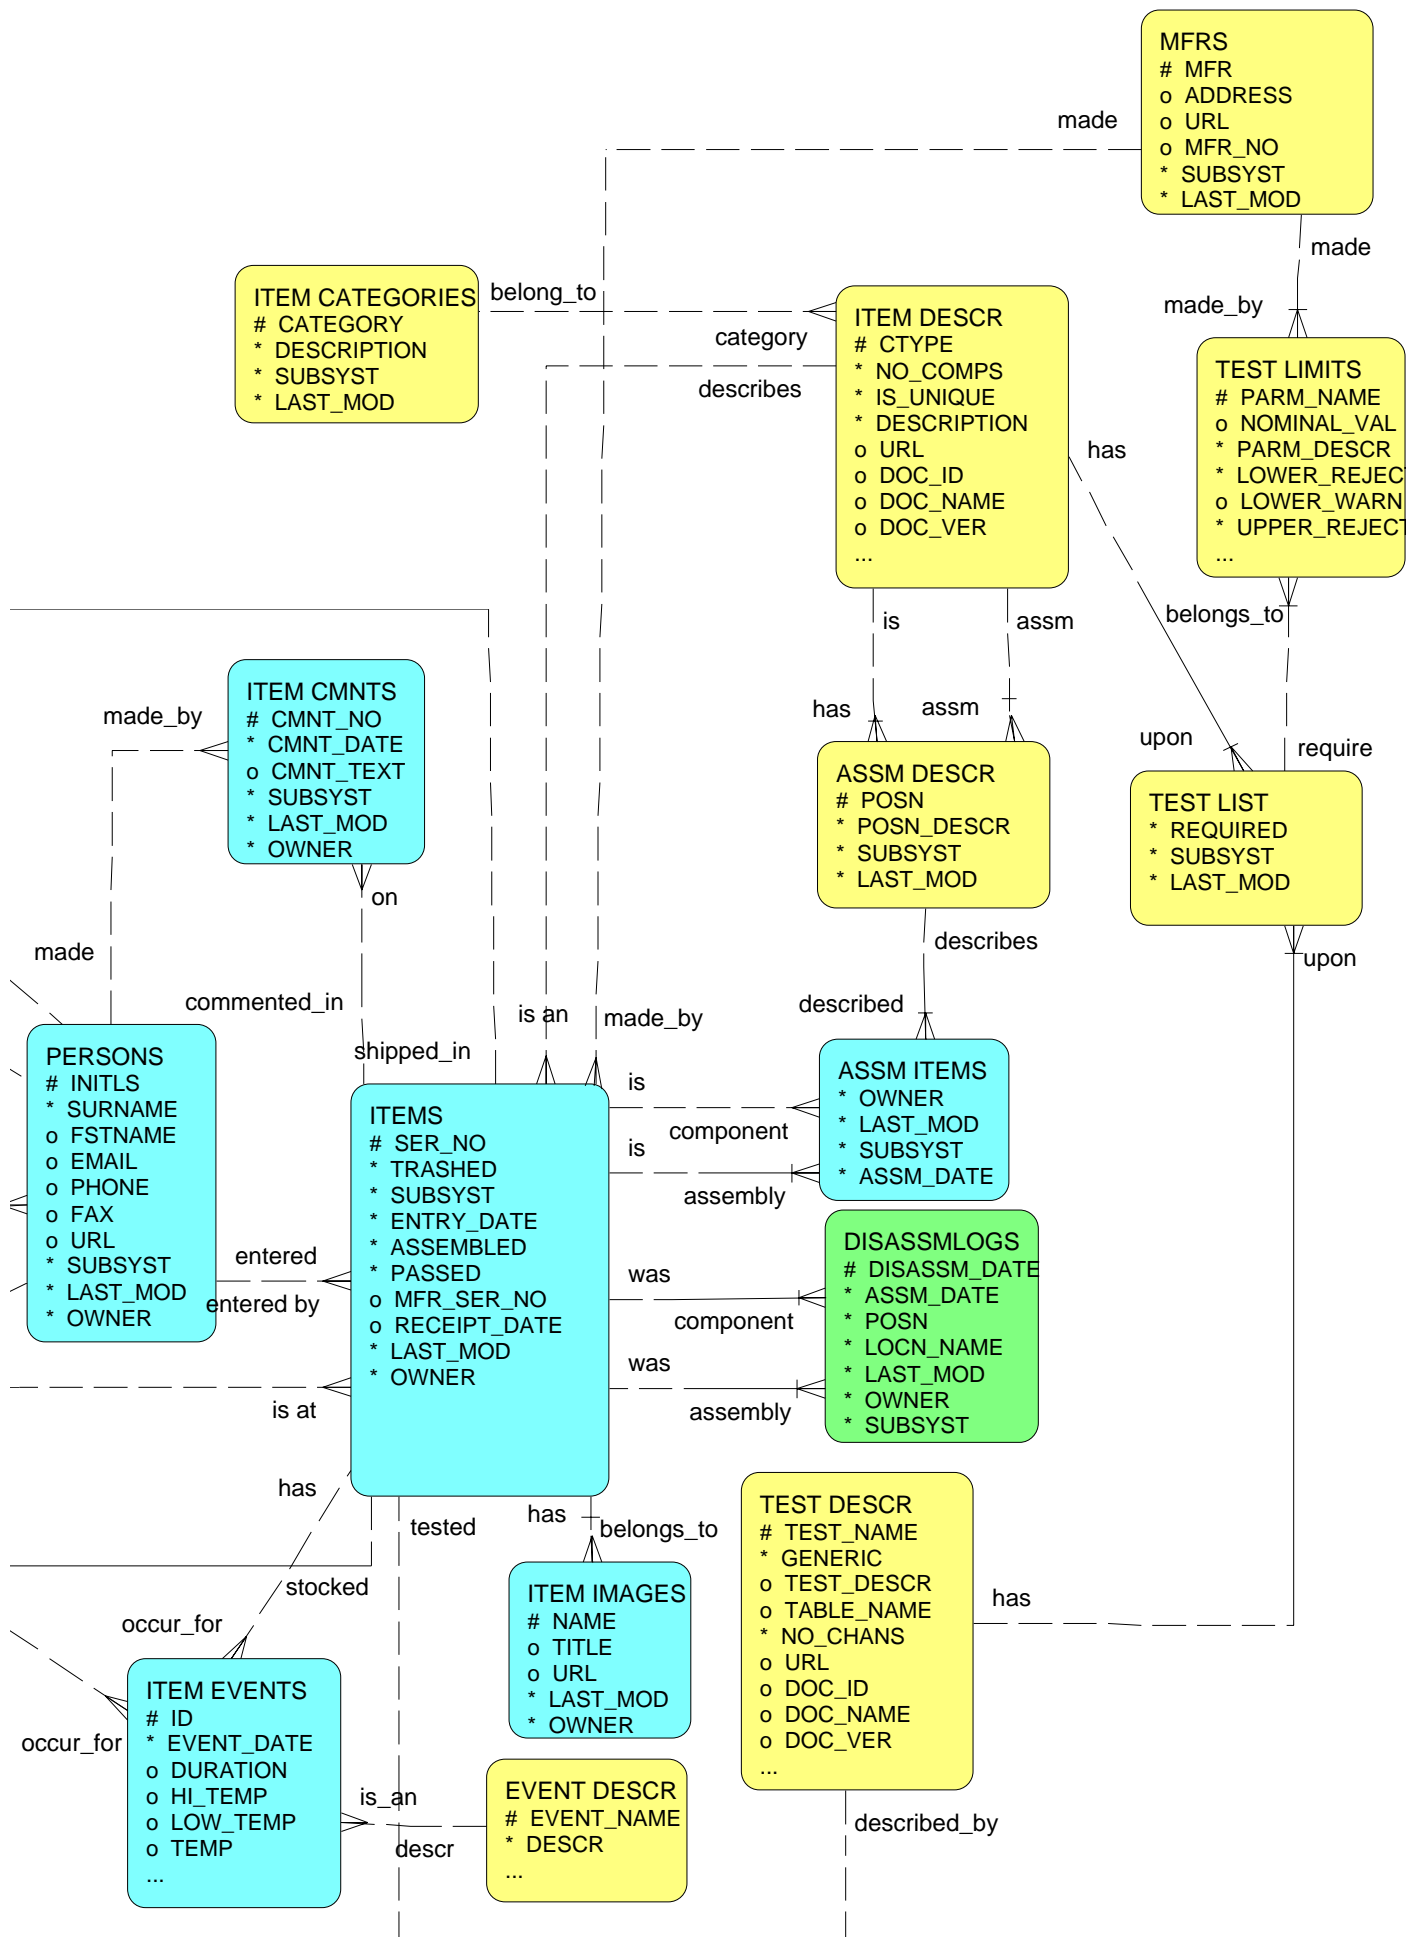 MFRS
# MFR
o ADDRESS
o URL
o MFR_NO
* SUBSYST
* LAST_MOD
made
made
made_by
ITEM CATEGORIES
# CATEGORY
* DESCRIPTION
* SUBSYST
* LAST_MOD
belong_to
category
describes
ITEM DESCR
# CTYPE
* NO_COMPS
* IS_UNIQUE
* DESCRIPTION
o URL
o DOC_ID
o DOC_NAME
o DOC_VER
...
has
TEST LIMITS
# PARM_NAME
o NOMINAL_VAL
* PARM_DESCR
* LOWER_REJECT
o LOWER_WARN
* UPPER_REJECT
...
is
assm
belongs_to
has
assm
upon
require
ITEM CMNTS
# CMNT_NO
* CMNT_DATE
o CMNT_TEXT
* SUBSYST
* LAST_MOD
* OWNER
made_by
on
made
commented_in
shipped_in
is an
made_by
ASSM DESCR
# POSN
* POSN_DESCR
* SUBSYST
* LAST_MOD
describes
described
TEST LIST
* REQUIRED
* SUBSYST
* LAST_MOD
upon
PERSONS
# INITLS
* SURNAME
o FSTNAME
o EMAIL
o PHONE
o FAX
o URL
* SUBSYST
* LAST_MOD
* OWNER
entered
entered by
is at
ITEMS
# SER_NO
* TRASHED
* SUBSYST
* ENTRY_DATE
* ASSEMBLED
* PASSED
o MFR_SER_NO
o RECEIPT_DATE
* LAST_MOD
* OWNER
is
component
is
assembly
was
component
was
assembly
ASSM ITEMS
* OWNER
* LAST_MOD
* SUBSYST
* ASSM_DATE
DISASSMLOGS
# DISASSM_DATE
* ASSM_DATE
* POSN
* LOCN_NAME
* LAST_MOD
* OWNER
* SUBSYST
has
tested
has
belongs_to
stocked
occur_for
occur_for
ITEM IMAGES
# NAME
o TITLE
o URL
* LAST_MOD
* OWNER
TEST DESCR
# TEST_NAME
* GENERIC
o TEST_DESCR
o TABLE_NAME
* NO_CHANS
o URL
o DOC_ID
o DOC_NAME
o DOC_VER
...
has
described_by
ITEM EVENTS
# ID
* EVENT_DATE
o DURATION
o HI_TEMP
o LOW_TEMP
o TEMP
...
is_an
descr
EVENT DESCR
# EVENT_NAME
* DESCR
...